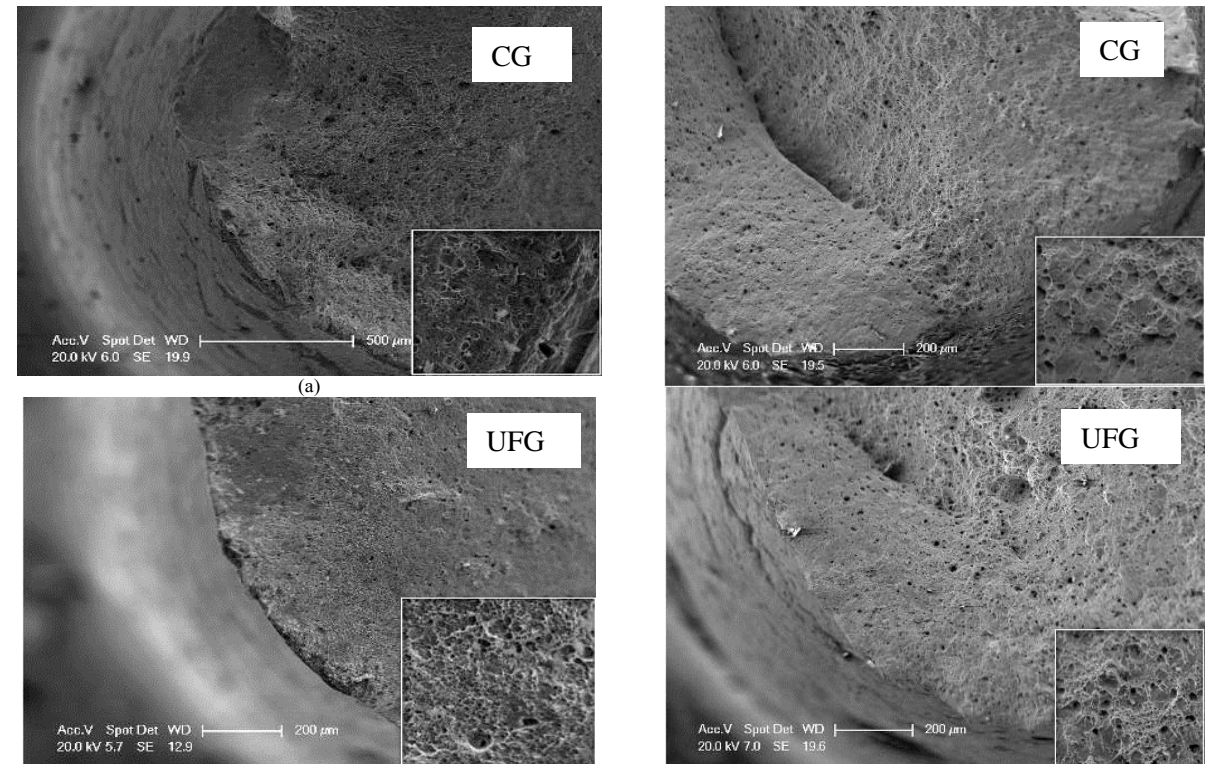 CG
Acc.V Spot Det WD
500 µm
20.0 kV 6.0 SE 19.9
CG
Acc.V Spot Det WD
200 µm
20.0 kV 6.0 SE 19.5
(a)
UFG
Acc.V Spot Det WD
200 µm
20.0 kV 5.7 SE 12.9
UFG
Acc.V Spot Det WD
200 µm
20.0 kV 7.0 SE 19.6